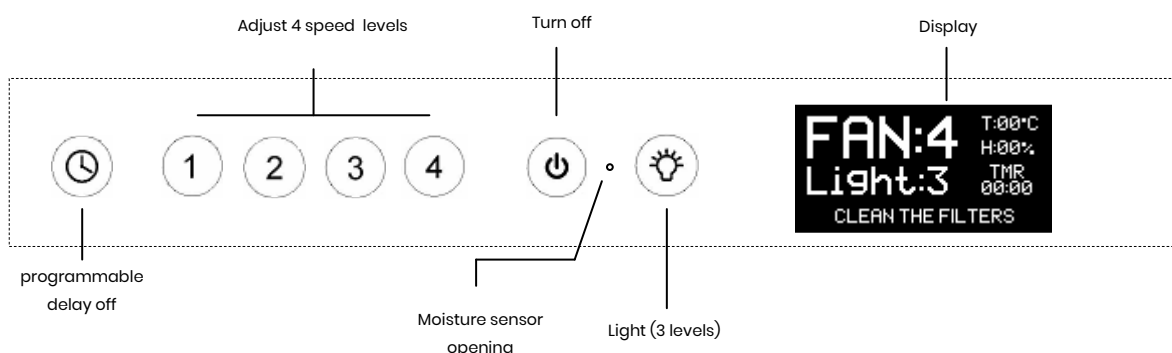 Adjust 4 speed levels
Turn off
Display
1
2
3
4
FAN:4
T:00°C
H:00%
Light:3
TMR
00:00
CLEAN THE FILTERS
programmable
delay off
Moisture sensor
opening
Light (3 levels)